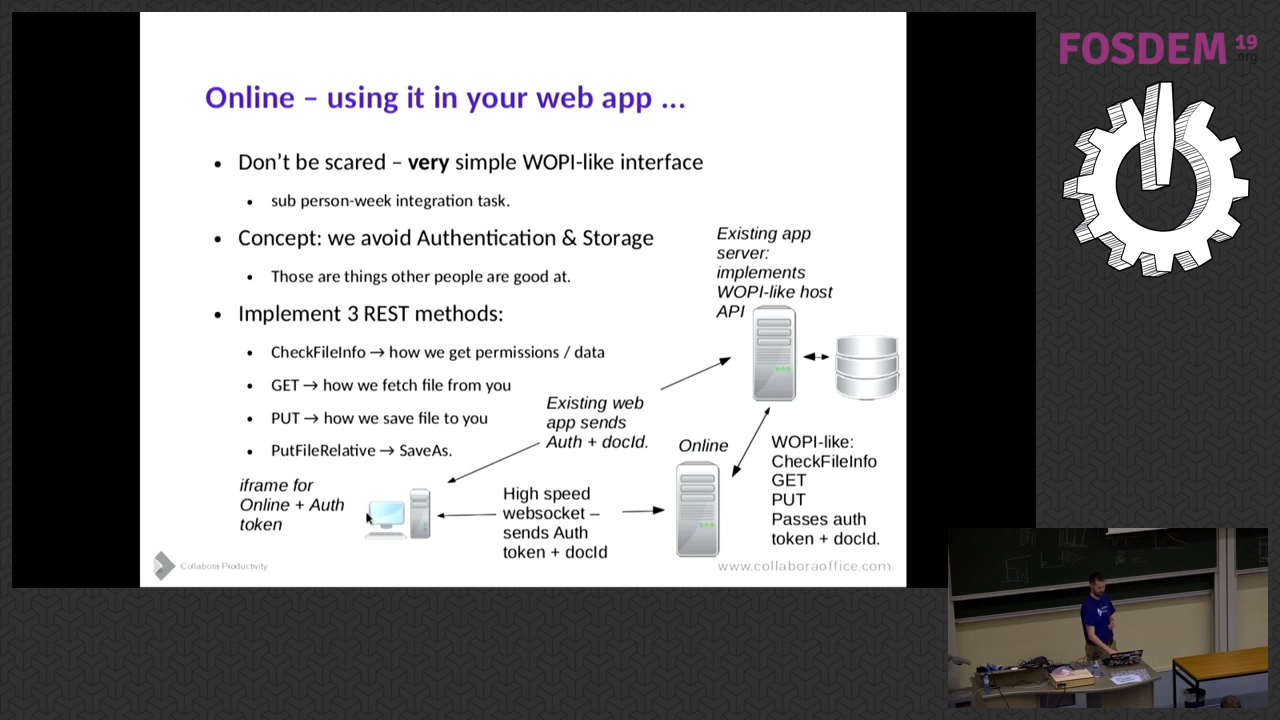 Online – using it in your web app ...
• Don't be scared – very simple WOPI-like interface
• sub person-week integration task.
• Concept: we avoid Authentication & Storage
• Those are things other people are good at.
• Implement 3 REST methods:
• CheckFileInfo → how we get permissions / data
• GET → how we fetch file from you
• PUT → how we save file to you
• PutFileRelative → SaveAs.
Existing app
server:
implements
WOPI-like host
API
Existing web
app sends
Auth + docId.
Online
WOPI-like:
CheckFileInfo
GET
PUT
Passes auth
token + docId.
iframe for
Online + Auth
token
High speed
websocket –
sends Auth
token + docId
Collabora Productivity
www.collaboraoffice.com
FOSDEM 19
.org